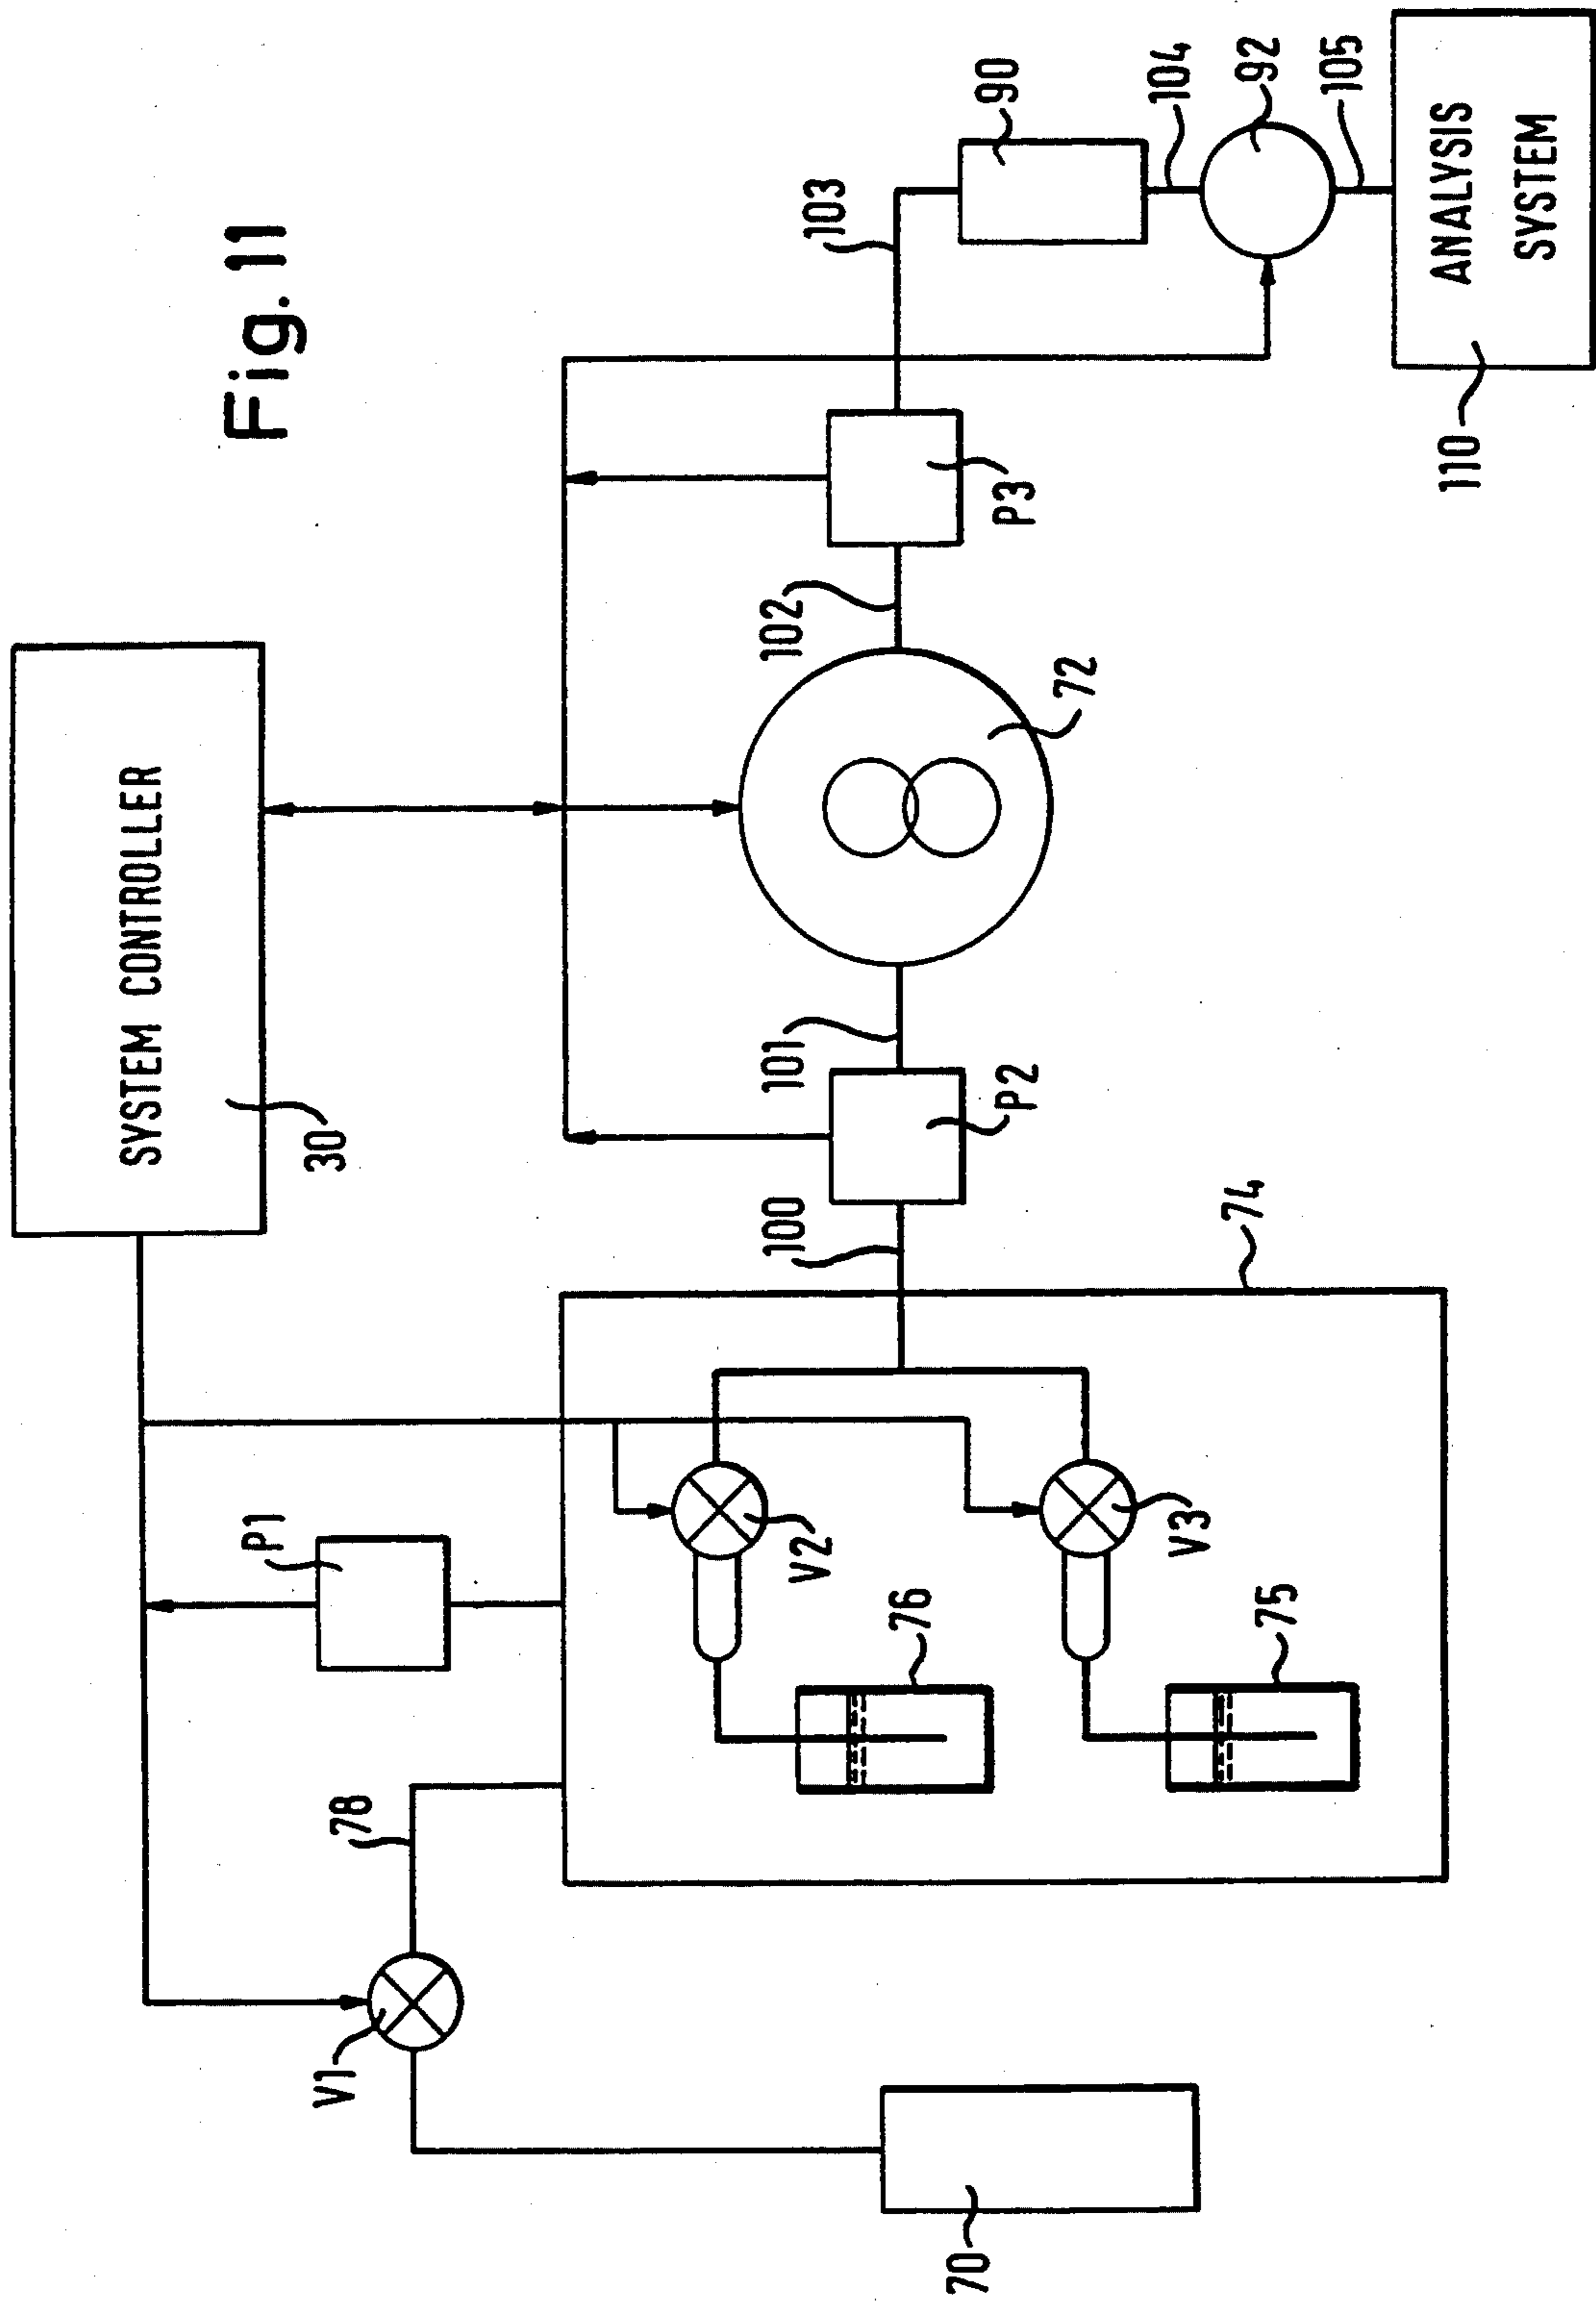 Fig. 11
SYSTEM CONTROLLER
30
V1
78
P1
70
74
V2
76
V3
75
100
P2
101
72
102
P3
103
90
104
92
105
ANALYSIS
SYSTEM
110